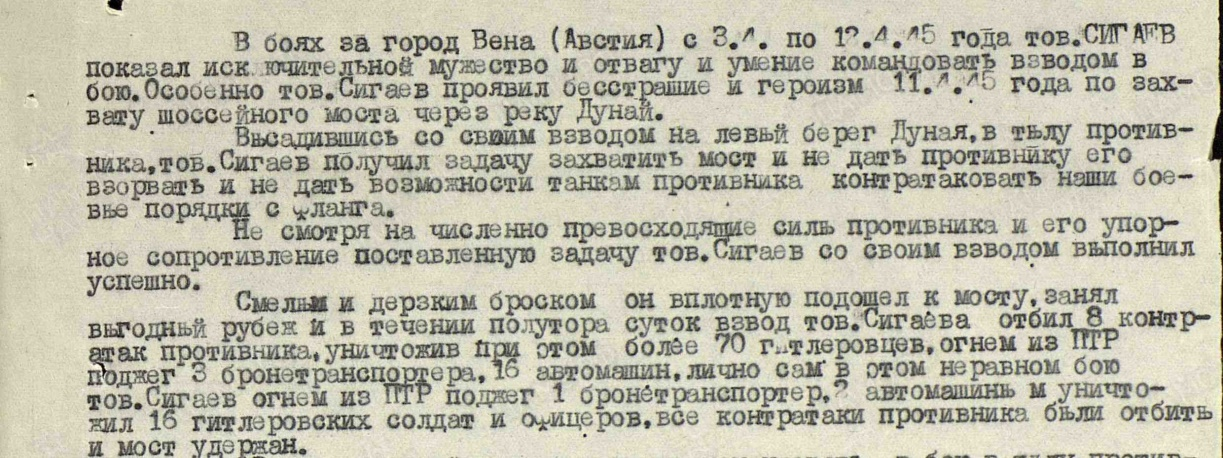 В боях за город Вена (Австия) с 3.4. по 13.4.45 года тов.СИГАЕВ
показал исключительной мужество и отвагу и умение командовать взводом в
бою.Особенно тов.Сигаев проявил бесстрашие и героизм 11.4.45 года по зах-
вату шоссейного моста через реку Дунай.
Высадившись со своим взводом на левый берег Дуная,в тылу против-
ника,тов.Сигаев получил задачу захватить мост и не дать противнику его
взорвать и не дать возможности танкам противника контратаковать наши бое-
вые порядки с фланга.
Не смотря на численно превосходящие силы противника и его упор-
ное сопротивление поставленную задачу тов.Сигаев со своим взводом выполнил
успешно.
Смелым и дерзким броском он вплотную подошел к мосту,занял
выгодный рубеж и в течении полутора суток взвод тов.Сигаева отбил 8 контр-
атак противника,уничтожив при этом более 70 гитлеровцев,огнем из ПТР
поджег 3 бронетранспортера,16 автомашин,лично сам в этом неравном бою
тов.Сигаев огнем из ПТР поджег 1 бронетранспортер,2 автомашины м уничто-
жил 16 гитлеровских солдат и офицеров,все контратаки противника были отбиты
и мост удержан.